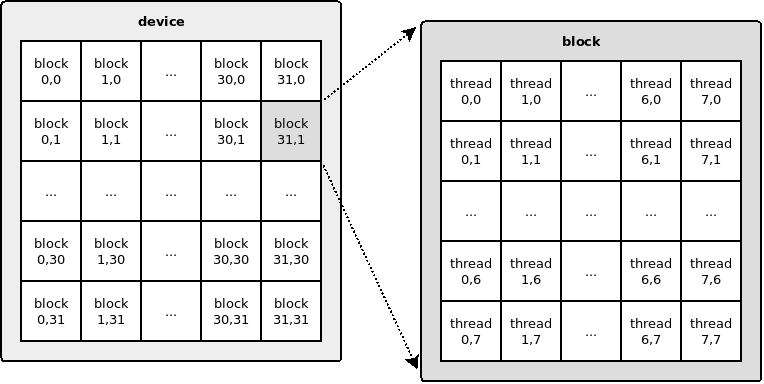 device
block block ... block block
0,0 1,0 30,0 31,0
block block ... block block
0,1 1,1 30,1 31,1
... ... ... ... ...
block block ... block block
0,30 1,30 30,30 31,30
block block ... block block
0,31 1,31 30,31 31,31
block
thread thread ... thread thread
0,0 1,0 6,0 7,0
thread thread ... thread thread
0,1 1,1 6,1 7,1
... ... ... ... ...
thread thread ... thread thread
0,6 1,6 6,6 7,6
thread thread ... thread thread
0,7 1,7 6,7 7,7